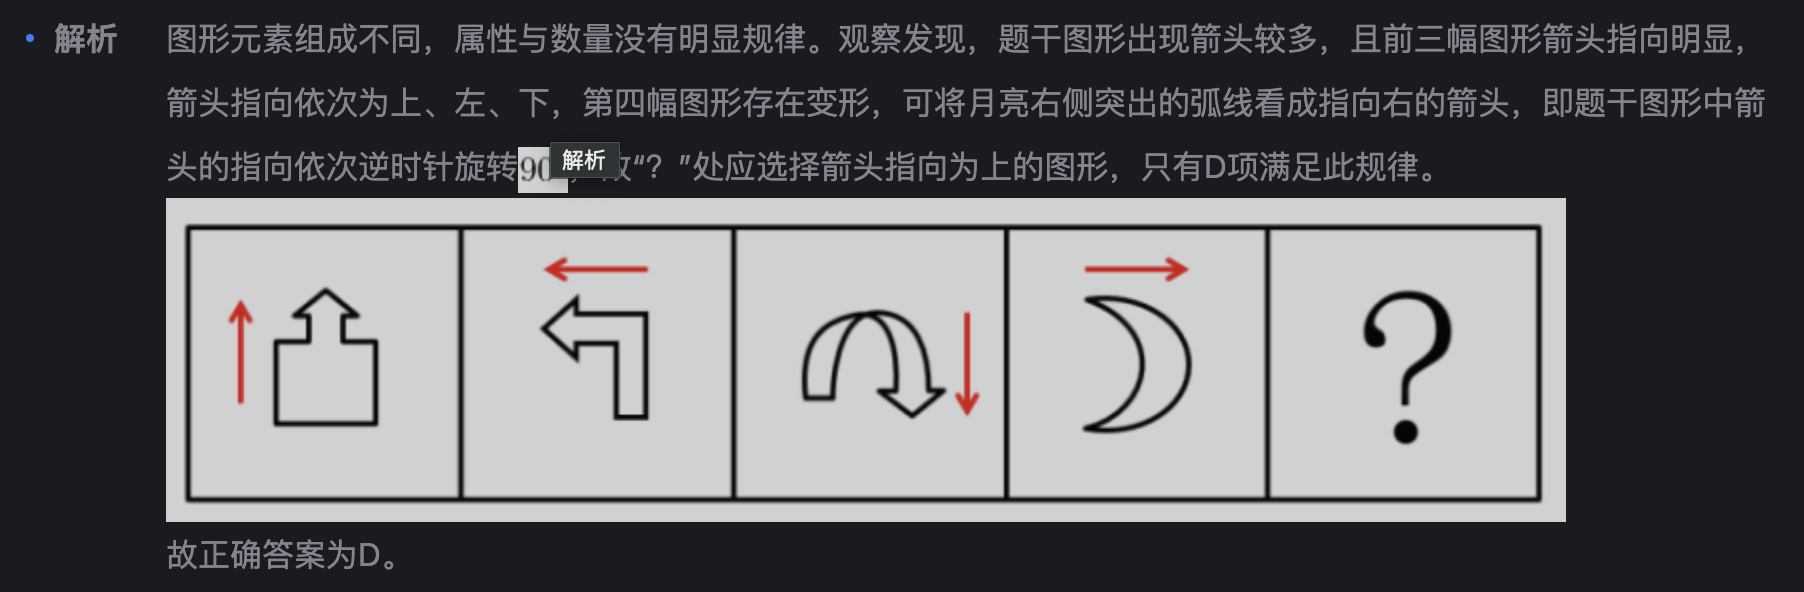 解析 图形元素组成不同，属性与数量没有明显规律。观察发现，题干图形出现箭头较多，且前三幅图形箭头指向明显，
箭头指向依次为上、左、下，第四幅图形存在变形，可将月亮右侧突出的弧线看成指向右的箭头，即题干图形中箭
头的指向依次逆时针旋转90 解析 “？”处应选择箭头指向为上的图形，只有D项满足此规律。
?
故正确答案为D。